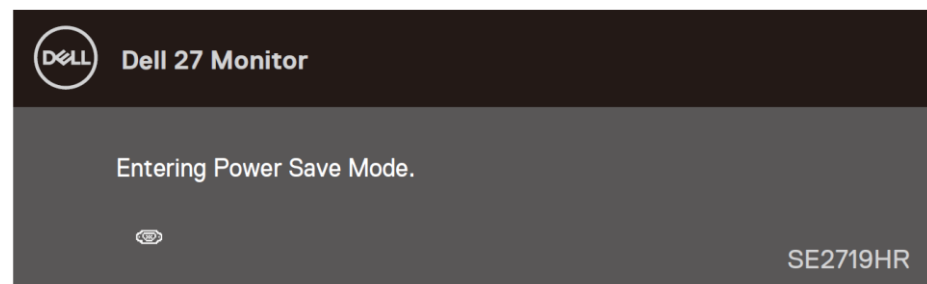 DELL
Dell 27 Monitor
Entering Power Save Mode.
SE2719HR